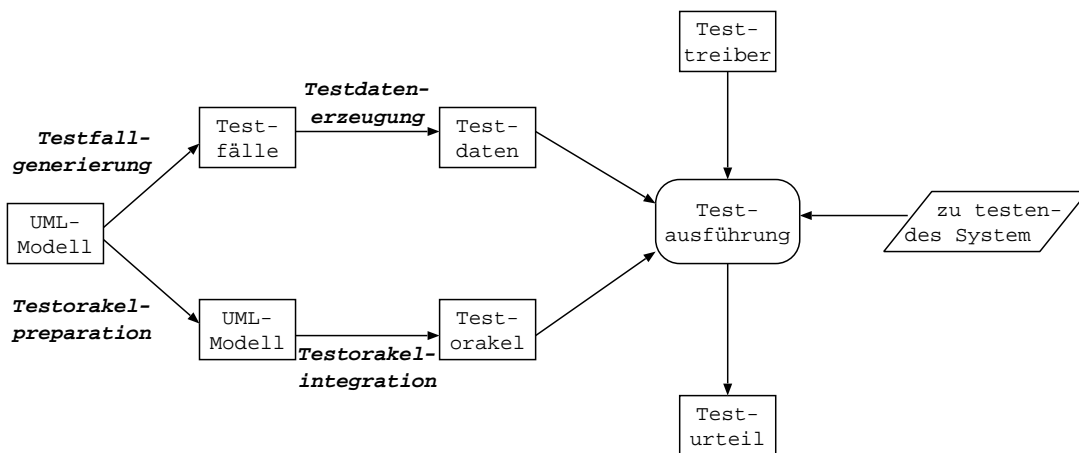 Test-
treiber
Testdaten-
erzeugung
Testfall-
generierung
Test-
fälle
Test-
daten
UML-
Modell
Test-
ausführung
zu testen-
des System
Testorakel-
preparation
UML-
Modell
Testorakel-
integration
Test-
orakel
Test-
urteil